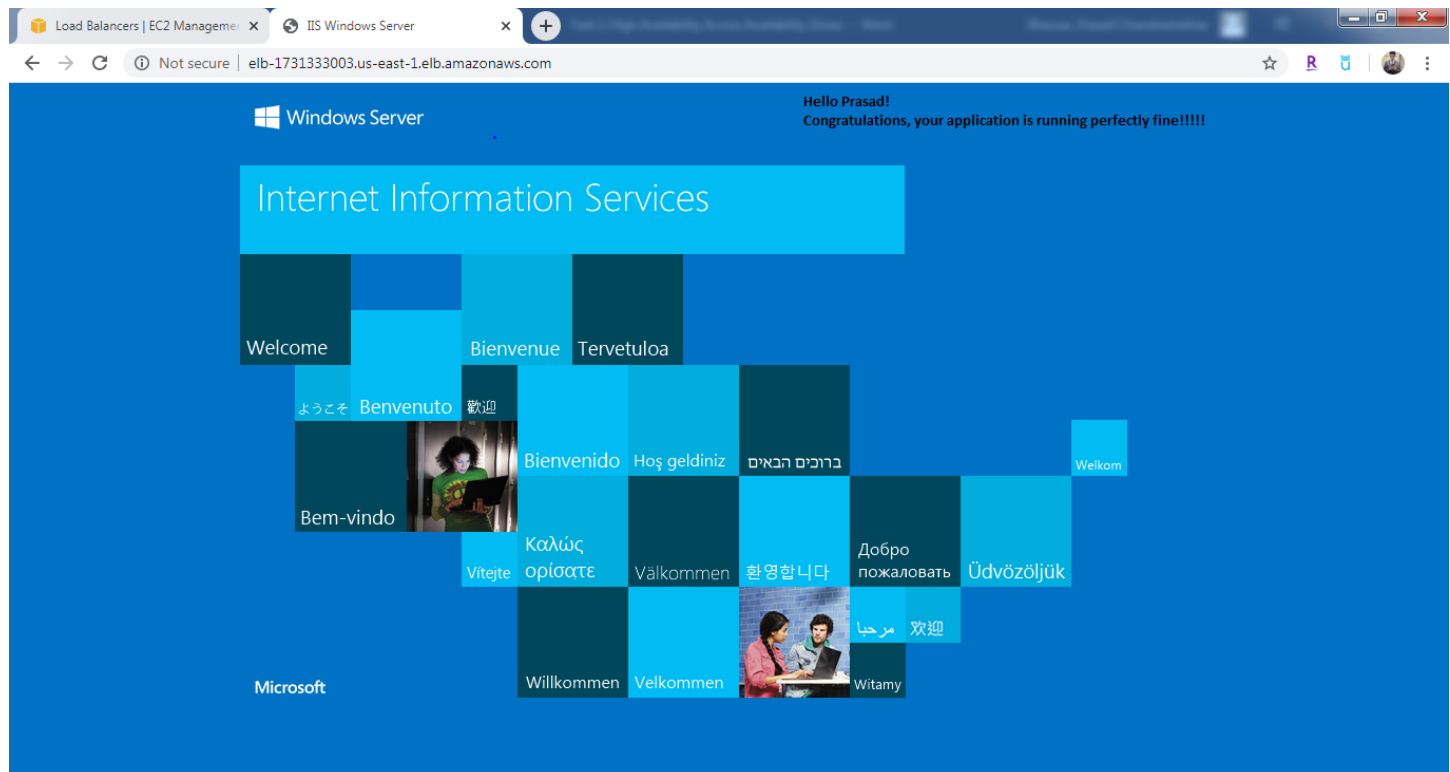 Load Balancers | EC2 Manageme
IIS Windows Server
Not secure | elb-1731333003.us-east-1.elb.amazonaws.com
Windows Server
Hello Prasad!
Congratulations, your application is running perfectly fine!!!!!
Internet Information Services
Welcome
Bienvenue
Tervetuloa
ようこそ
Benvenuto
歡迎
Bienvenido
Hoş geldiniz
ברוכים הבאים
Welkom
Bem-vindo
Vítejte
Καλώς
ορίσατε
Välkommen
환영합니다
Добро
пожаловать
Üdvözöljük
مرحبا
欢迎
Willkommen
Velkommen
Witamy
Microsoft